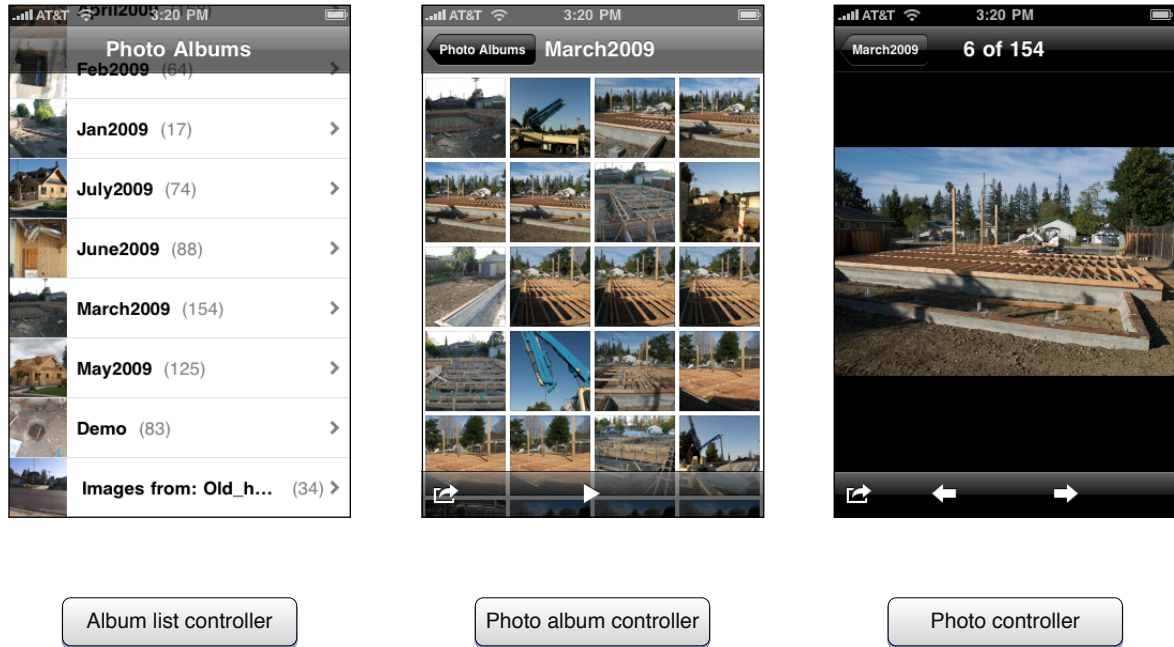 AT&T 3:20 PM
April2009
Photo Albums
Feb2009 (64)
Jan2009 (17)
July2009 (74)
June2009 (88)
March2009 (154)
May2009 (125)
Demo (83)
Images from: Old_h... (34)
AT&T 3:20 PM
Photo Albums March2009
AT&T 3:20 PM
March2009 6 of 154
Album list controller
Photo album controller
Photo controller